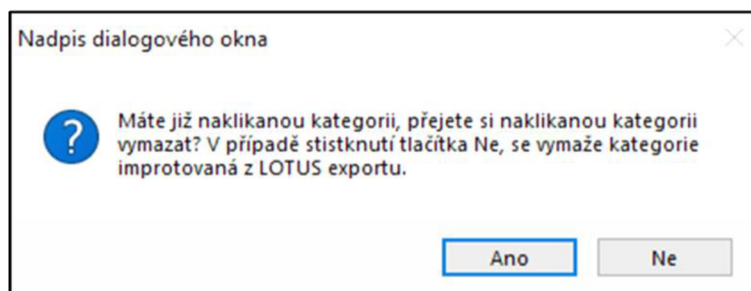 Nadpis dialogového okna
Máte již naklikanou kategorii, přejete si naklikanou kategorii
vymazat? V případě stistknutí tlačítka Ne, se vymaže kategorie
improtovaná z LOTUS exportu.
Ano
Ne